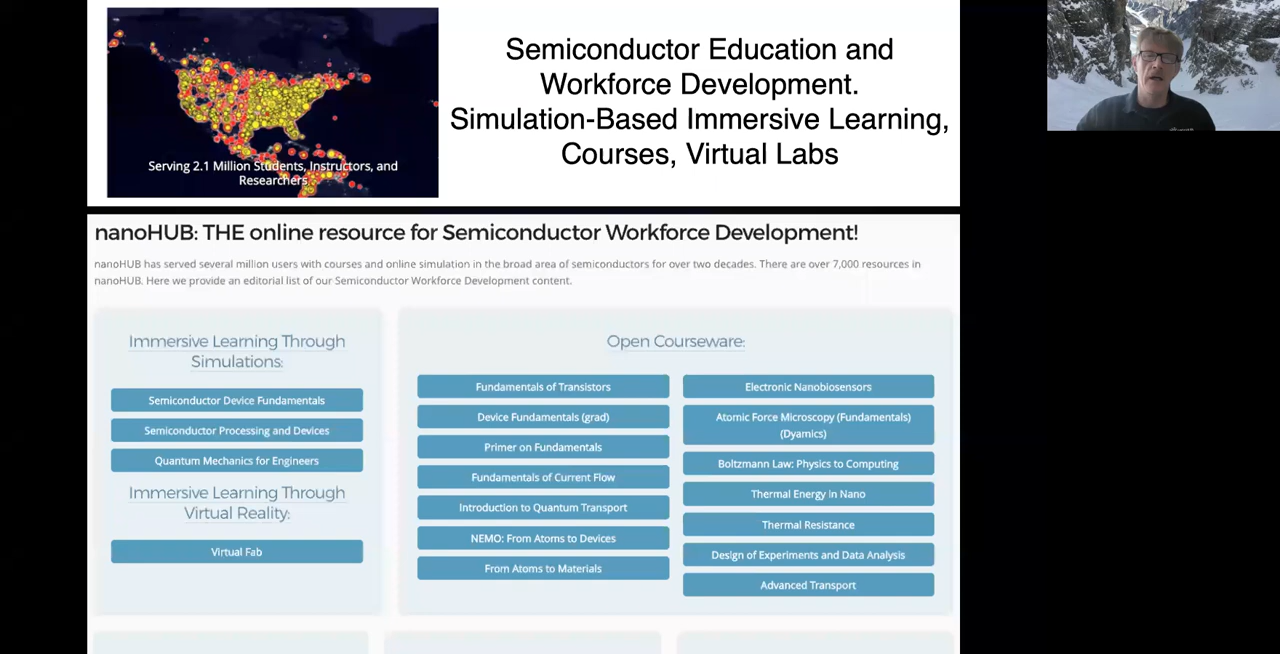 Serving 2.1 Million Students, Instructors, and
Researchers
Semiconductor Education and
Workforce Development.
Simulation-Based Immersive Learning,
Courses, Virtual Labs
nanoHUB: THE online resource for Semiconductor Workforce Development!
nanoHUB has served several million users with courses and online simulation in the broad area of semiconductors for over two decades. There are over 7,000 resources in
nanoHUB. Here we provide an editorial list of our Semiconductor Workforce Development content.
Immersive Learning Through
Simulations:
Semiconductor Device Fundamentals
Semiconductor Processing and Devices
Quantum Mechanics for Engineers
Immersive Learning Through
Virtual Reality:
Virtual Fab
Open Courseware:
Fundamentals of Transistors
Device Fundamentals (grad)
Primer on Fundamentals
Fundamentals of Current Flow
Introduction to Quantum Transport
NEMO: From Atoms to Devices
From Atoms to Materials
Electronic Nanobiosensors
Atomic Force Microscopy (Fundamentals)
(Dyamics)
Boltzmann Law: Physics to Computing
Thermal Energy in Nano
Thermal Resistance
Design of Experiments and Data Analysis
Advanced Transport